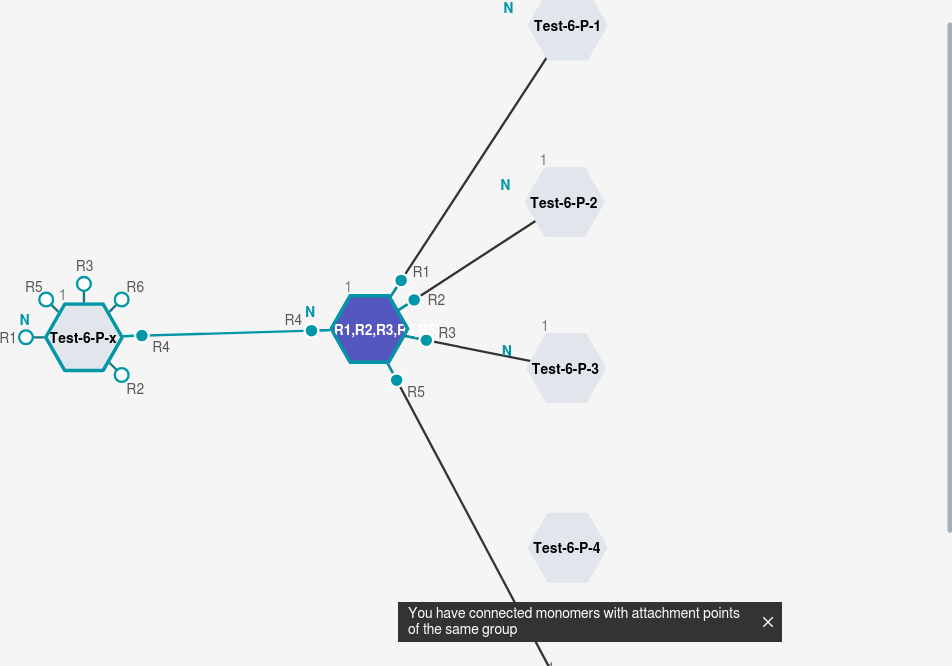 N
Test-6-P-1
1
N
Test-6-P-2
R3
R5
1
R6
N
R1
Test-6-P-x
R4
R2
1
N
R4
R1
R2
R1,R2,R3,
R3
R5
1
N
Test-6-P-3
Test-6-P-4
You have connected monomers with attachment points
of the same group